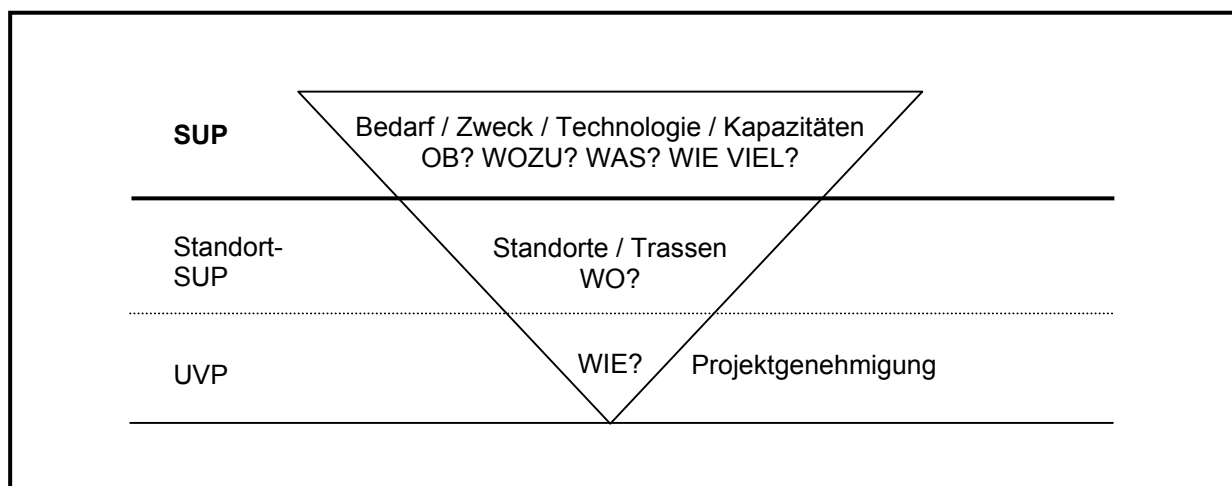 SUP
Bedarf / Zweck / Technologie / Kapazitäten
OB? WOZU? WAS? WIE VIEL?
Standort-
SUP
Standorte / Trassen
WO?
UVP
WIE?
Projektgenehmigung